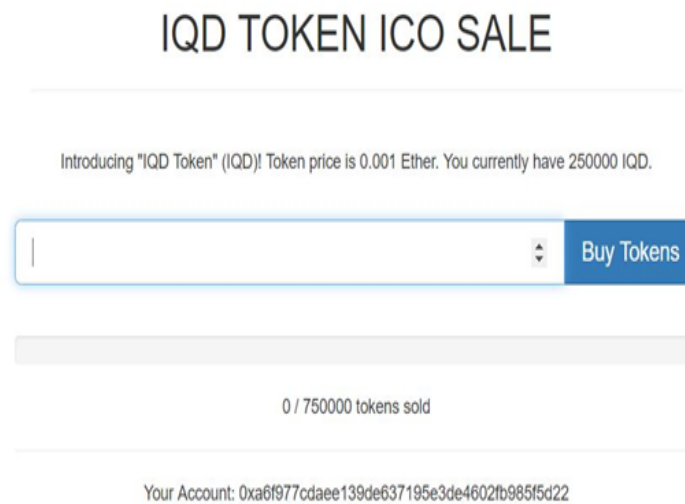 IQD TOKEN ICO SALE
Introducing "IQD Token" (IQD)! Token price is 0.001 Ether. You currently have 250000 IQD.
Buy Tokens
0 / 750000 tokens sold
Your Account: 0xa6f977cdaee139de637195e3de4602fb985f5d22